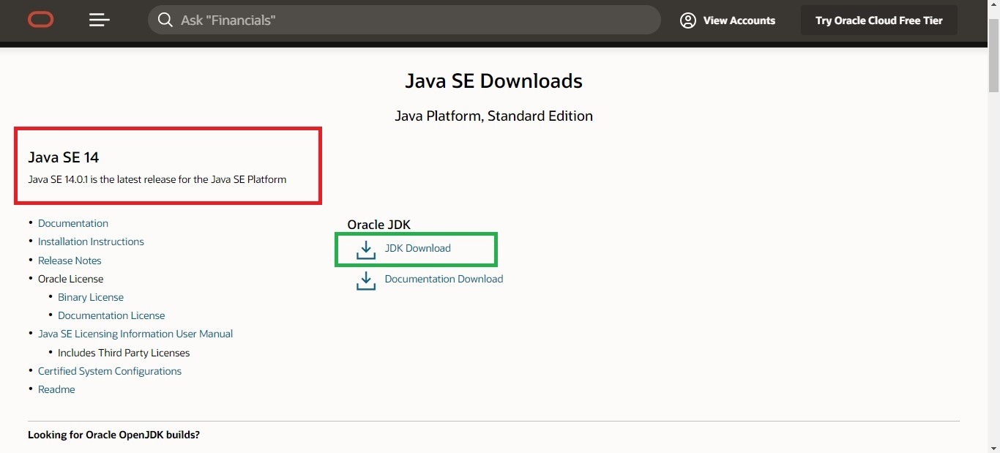 Ask "Financials"
View Accounts
Try Oracle Cloud Free Tier
Java SE Downloads
Java Platform, Standard Edition
Java SE 14
Java SE 14.0.1 is the latest release for the Java SE Platform
• Documentation
• Installation Instructions
• Release Notes
• Oracle License
• Binary License
• Documentation License
• Java SE Licensing Information User Manual
• Includes Third Party Licenses
• Certified System Configurations
• Readme
Oracle JDK
JDK Download
Documentation Download
Looking for Oracle OpenJDK builds?